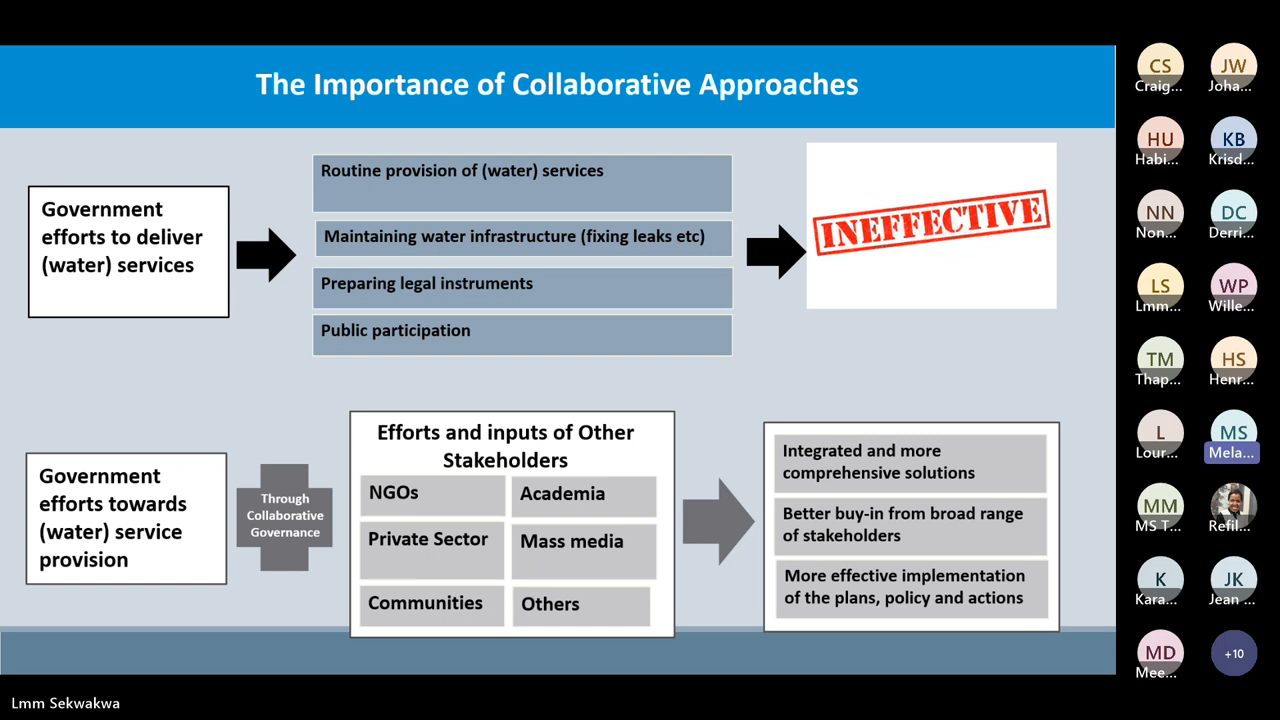 The Importance of Collaborative Approaches
Government
efforts to deliver
(water) services
Routine provision of (water) services
Maintaining water infrastructure (fixing leaks etc)
Preparing legal instruments
Public participation
INEFFECTIVE
Government
efforts towards
(water) service
provision
Through
Collaborative
Governance
Efforts and inputs of Other
Stakeholders
NGOs
Academia
Private Sector
Mass media
Communities
Others
Integrated and more
comprehensive solutions
Better buy-in from broad range
of stakeholders
More effective implementation
of the plans, policy and actions
CS
Craig...
JW
Joha...
HU
Habi...
KB
Krisd...
NN
Non...
DC
Derri...
LS
Lmm...
WP
Wille...
TM
Thap...
HS
Henr...
L
Lour...
MS
Mela...
MM
MS T...
Refil...
K
Kara...
JK
Jean ...
MD
Mee...
+10
Lmm Sekwakwa